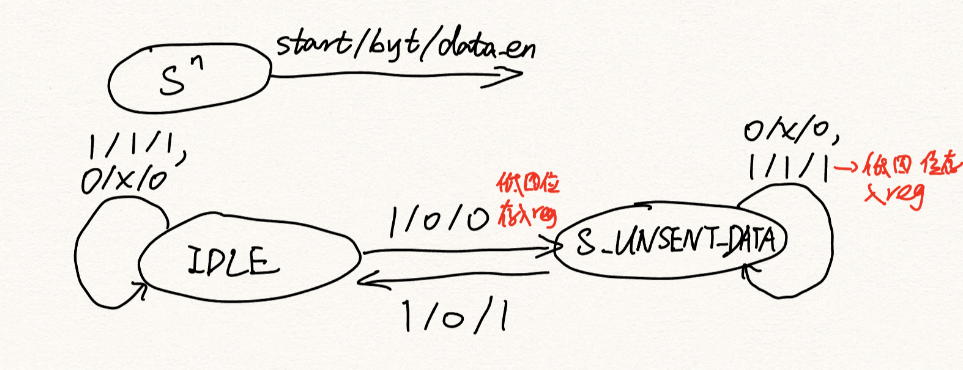 start/byt/data_en
Sⁿ
1/1/1,
0/x/0
0/x/0,
1/1/1→低四位存
入reg
低四位
存入reg
1/0/0
IDLE
S_UNSENT_DATA
1/0/1